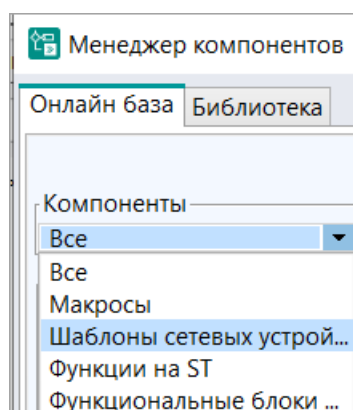 Менеджер компонентов
Онлайн база Библиотека
Компоненты
Все
Все
Макросы
Шаблоны сетевых устрой...
Функции на ST
Функциональные блоки ...